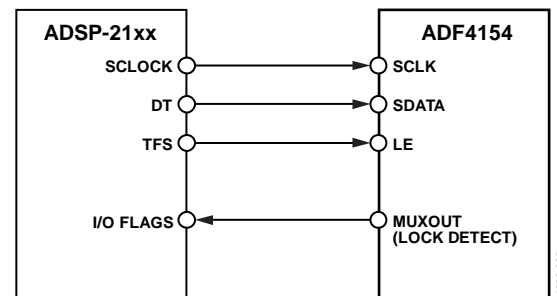 ADSP-21xx
ADF4154
SCLOCK
SCLK
DT
SDATA
TFS
LE
I/O FLAGS
MUXOUT
(LOCK DETECT)